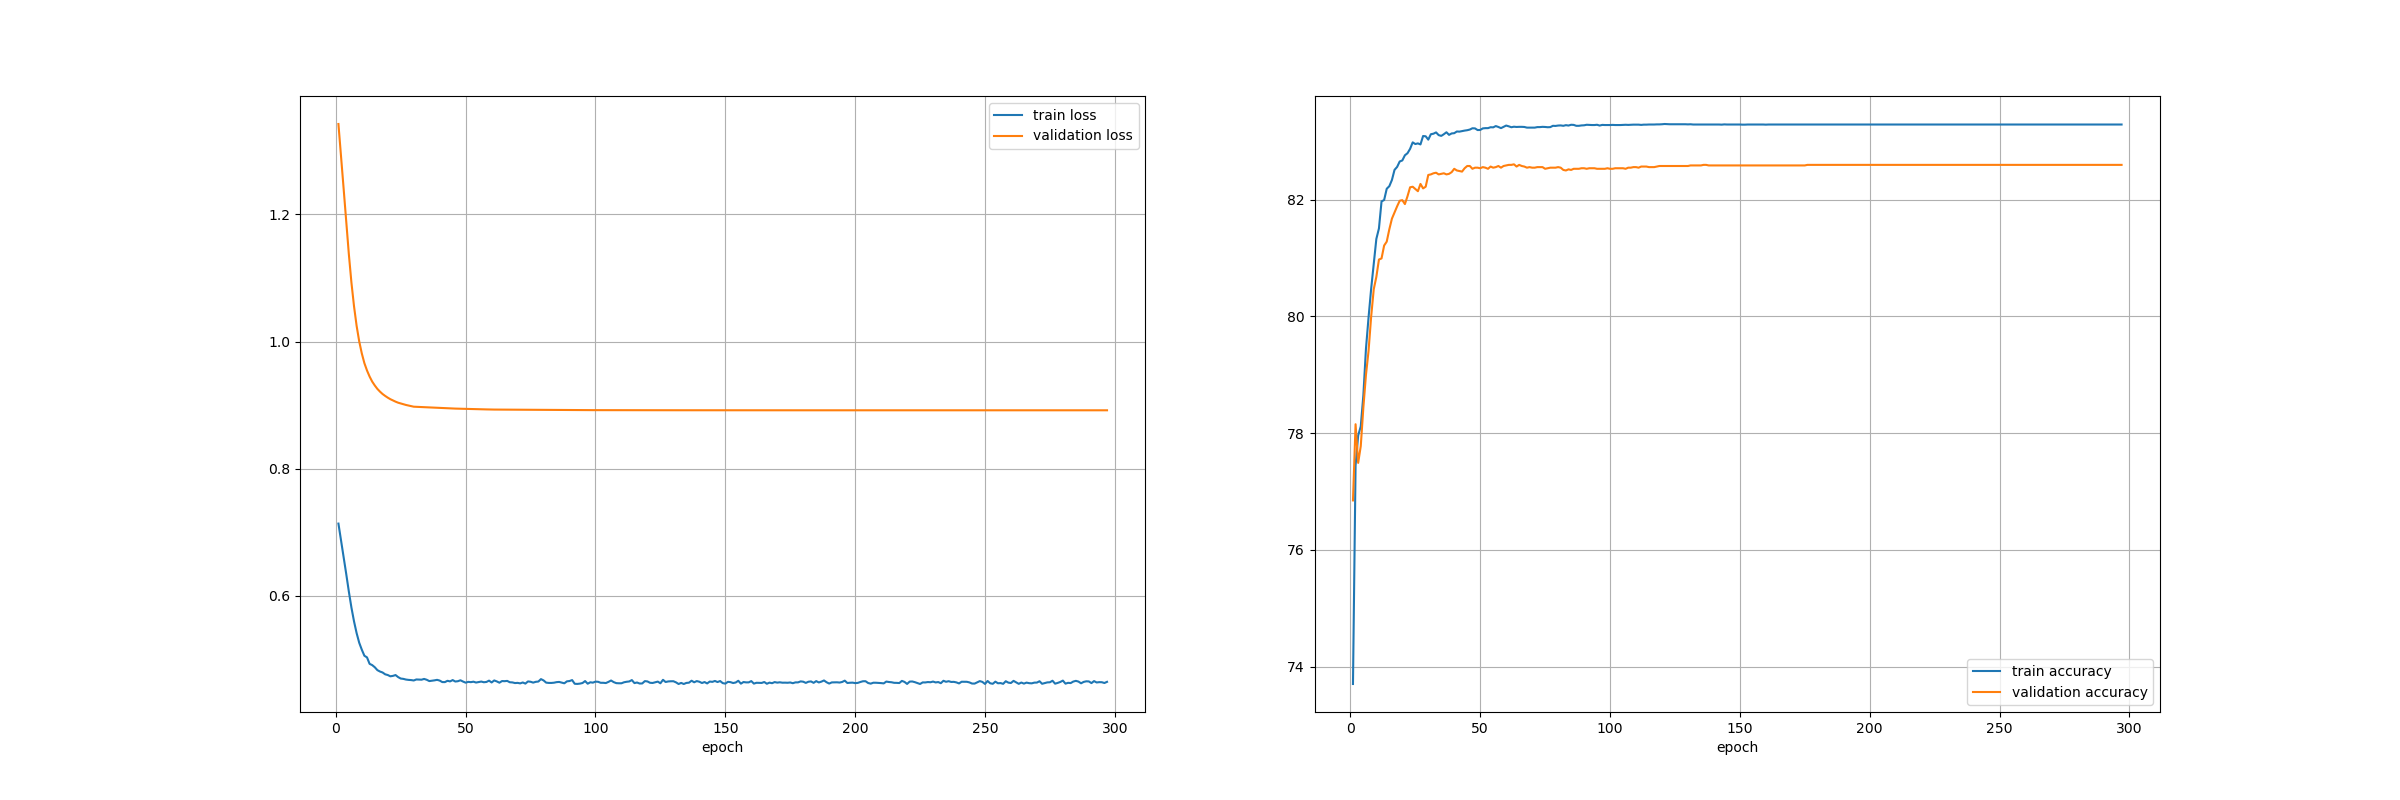 train loss
validation loss
1.2
1.0
0.8
0.6
0 50 100 150 200 250 300
epoch
82
80
78
76
74
train accuracy
validation accuracy
0 50 100 150 200 250 300
epoch